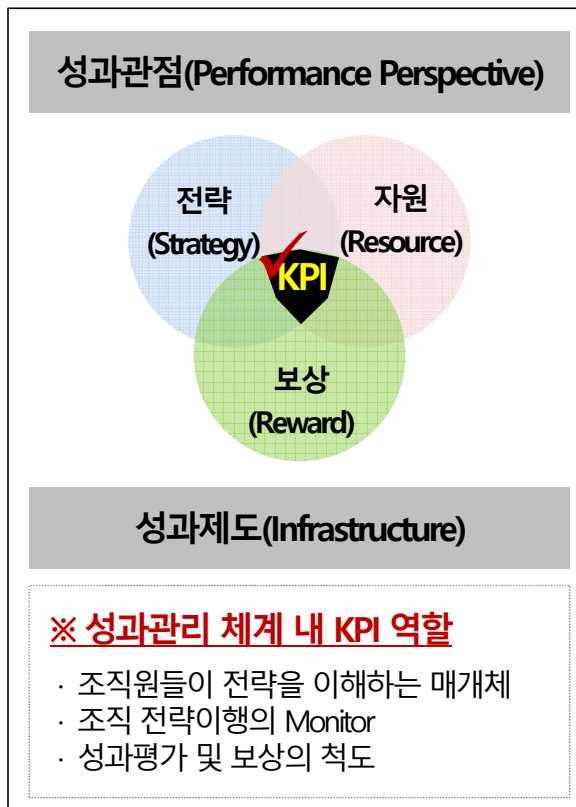 성과관점(Performance Perspective)
전략
(Strategy)
자원
(Resource)
KPI
보상
(Reward)
성과제도(Infrastructure)
※ 성과관리 체계 내 KPI 역할
· 조직원들이 전략을 이해하는 매개체
· 조직 전략이행의 Monitor
· 성과평가 및 보상의 척도